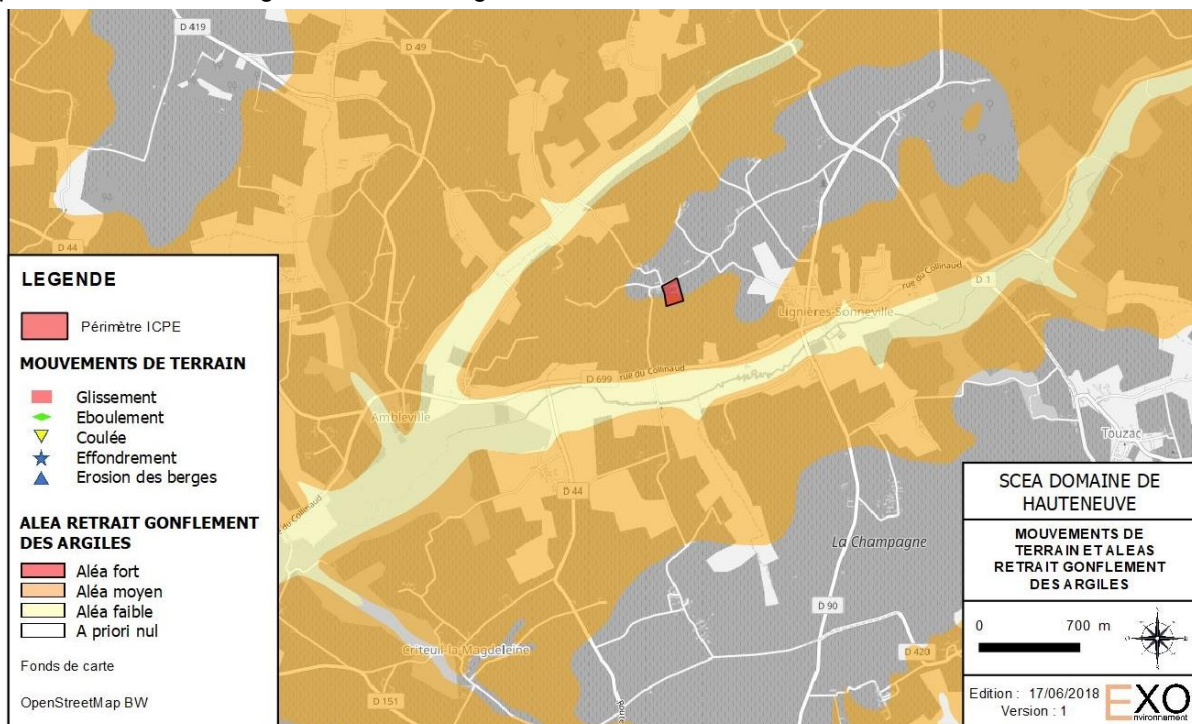 D 419
D 49
D 44
rue du Collinaud
D 1
Lignières-Sonneville
rue du Collinaud
D 699
Ambleville
Touzac
du Collinaud
D 44
La Champagne
D 90
Criteuil-la-Magdeleine
D 420
D 151
LEGENDE
Périmètre ICPE
MOUVEMENTS DE TERRAIN
Glissement
Eboulement
Coulée
Effondrement
Erosion des berges
ALEA RETRAIT GONFLEMENT
DES ARGILES
Aléa fort
Aléa moyen
Aléa faible
A priori nul
Fonds de carte
OpenStreetMap BW
SCEA DOMAINE DE
HAUTENEUVE
MOUVEMENTS DE
TERRAIN ET ALEAS
RETRAIT GONFLEMENT
DES ARGILES
0 700 m
Edition : 17/06/2018
Version : 1
EXO
nvironnement